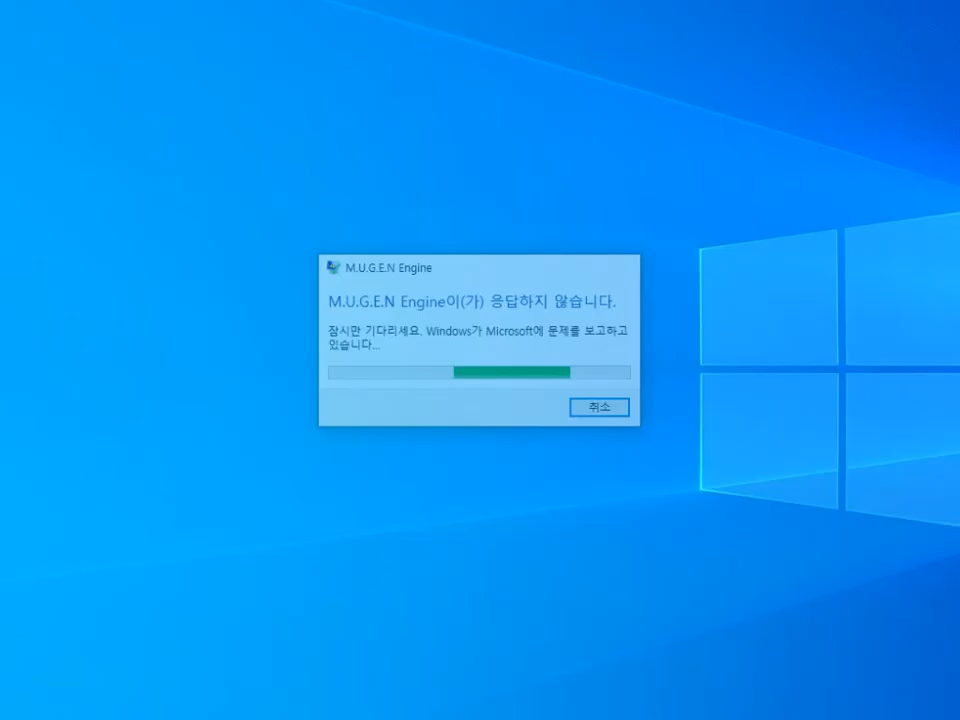 M.U.G.E.N Engine
M.U.G.E.N Engine이(가) 응답하지 않습니다.
잠시만 기다리세요. Windows가 Microsoft에 문제를 보고하고
있습니다...
취소